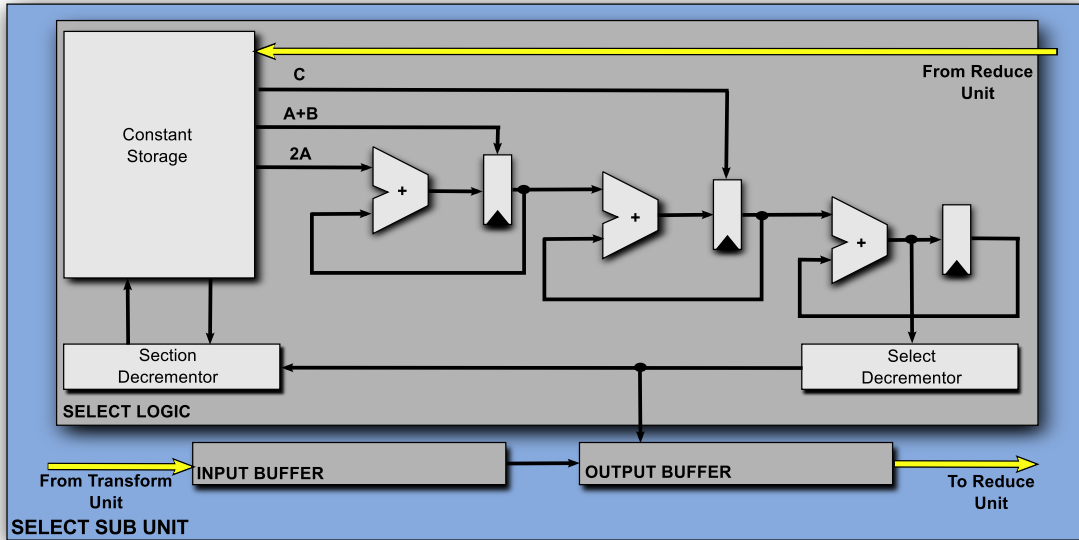 From Reduce
Unit
C
A+B
2A
Constant
Storage
+
+
+
Section
Decrementor
Select
Decrementor
SELECT LOGIC
INPUT BUFFER
OUTPUT BUFFER
From Transform
Unit
To Reduce
Unit
SELECT SUB UNIT